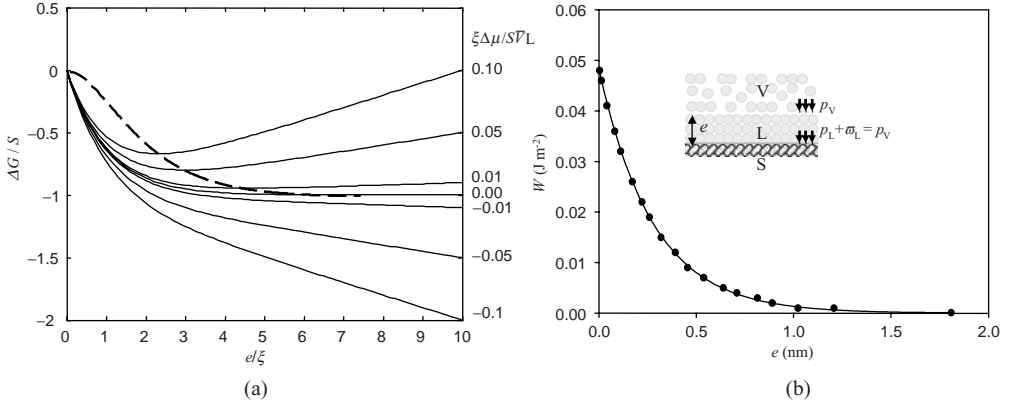 0.5
0
−0.5
−1
−1.5
−2
ΔG / S
0 1 2 3 4 5 6 7 8 9 10
e/ξ
ξΔμ/SV̅L
0.10
0.05
0.01
0.00
−0.01
−0.05
−0.1
(a)
0.06
0.05
0.04
0.03
0.02
0.01
0.00
W (J m⁻²)
0.0 0.5 1.0 1.5 2.0
e (nm)
V
pV
e
L
pL+ϖL = pV
S
(b)